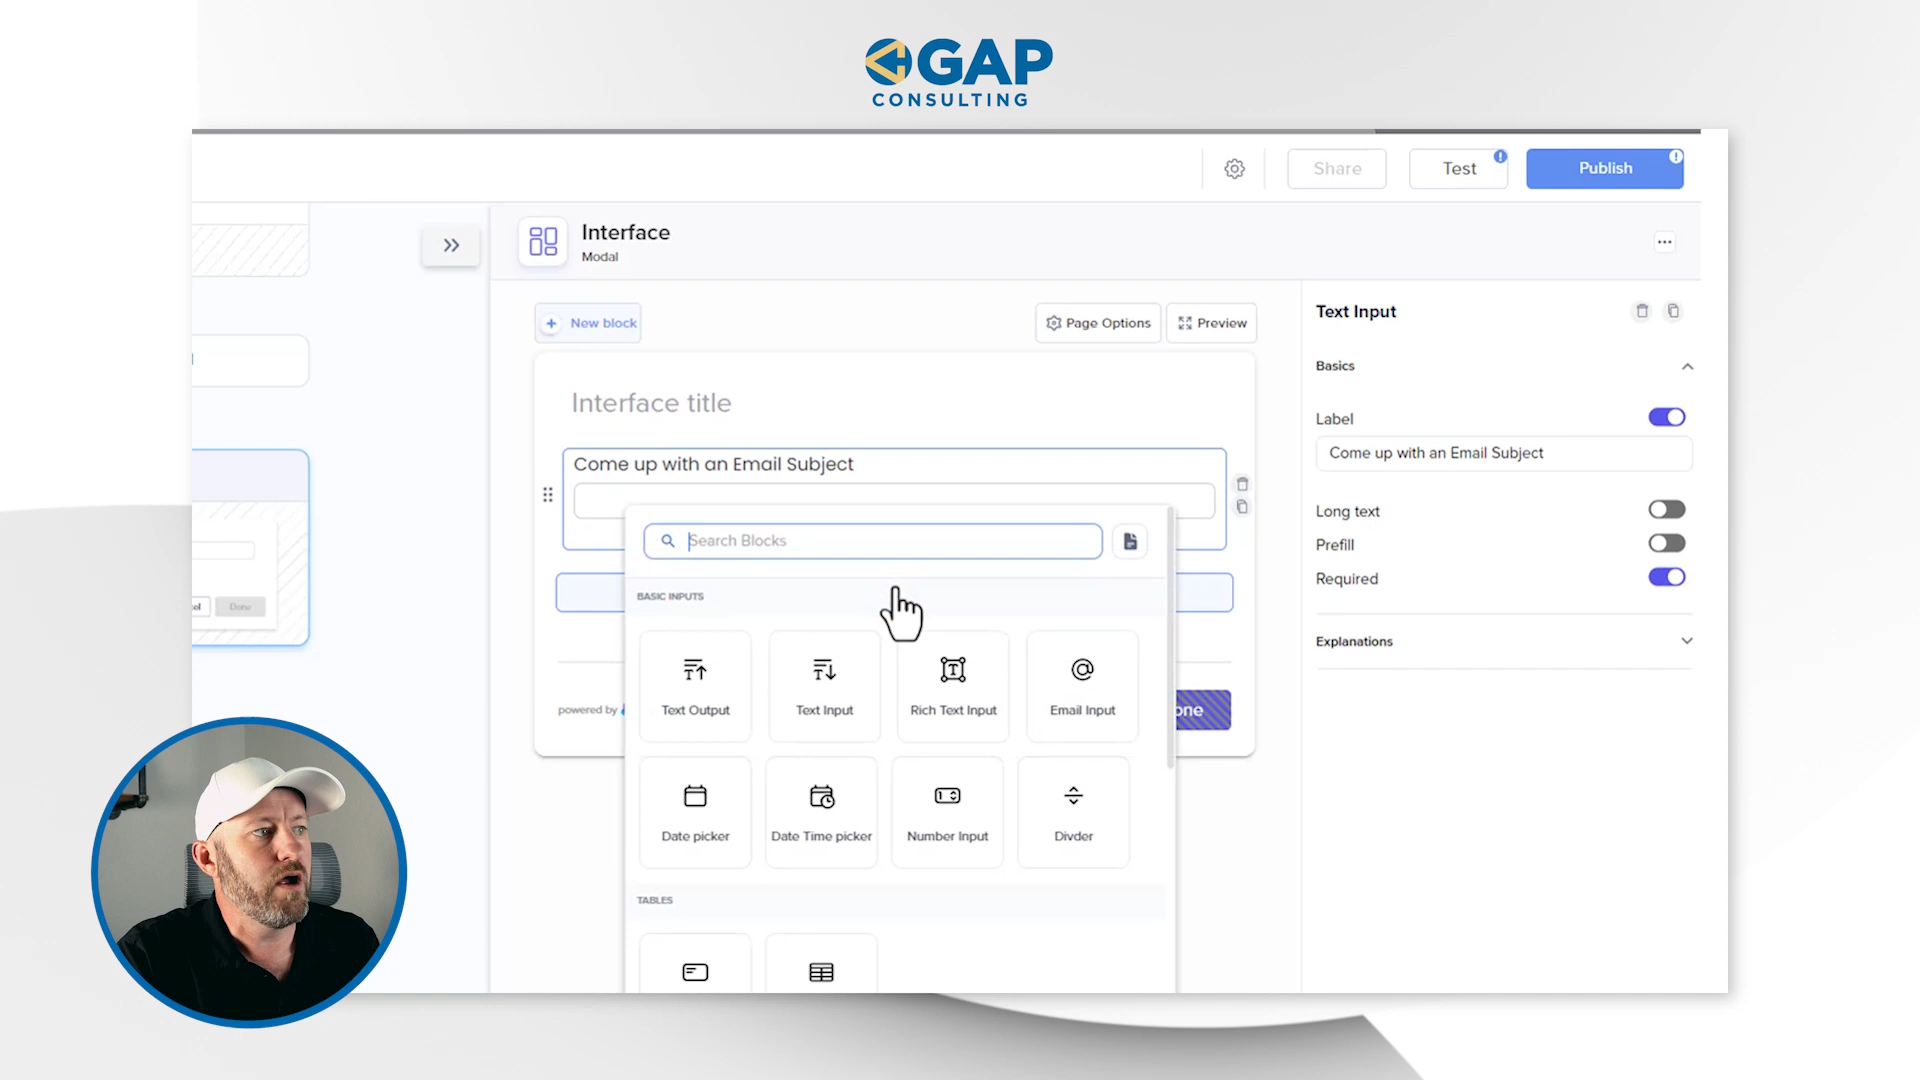 GAP
CONSULTING
Share
Test
Publish
Interface
Modal
New block
Page Options
Preview
Text Input
Interface title
Basics
Label
Come up with an Email Subject
Come up with an Email Subject
Long text
Search Blocks
Prefill
Required
BASIC INPUTS
Done
Explanations
Text Output
Text Input
Rich Text Input
Email Input
powered by
one
Date picker
Date Time picker
Number Input
Divder
TABLES